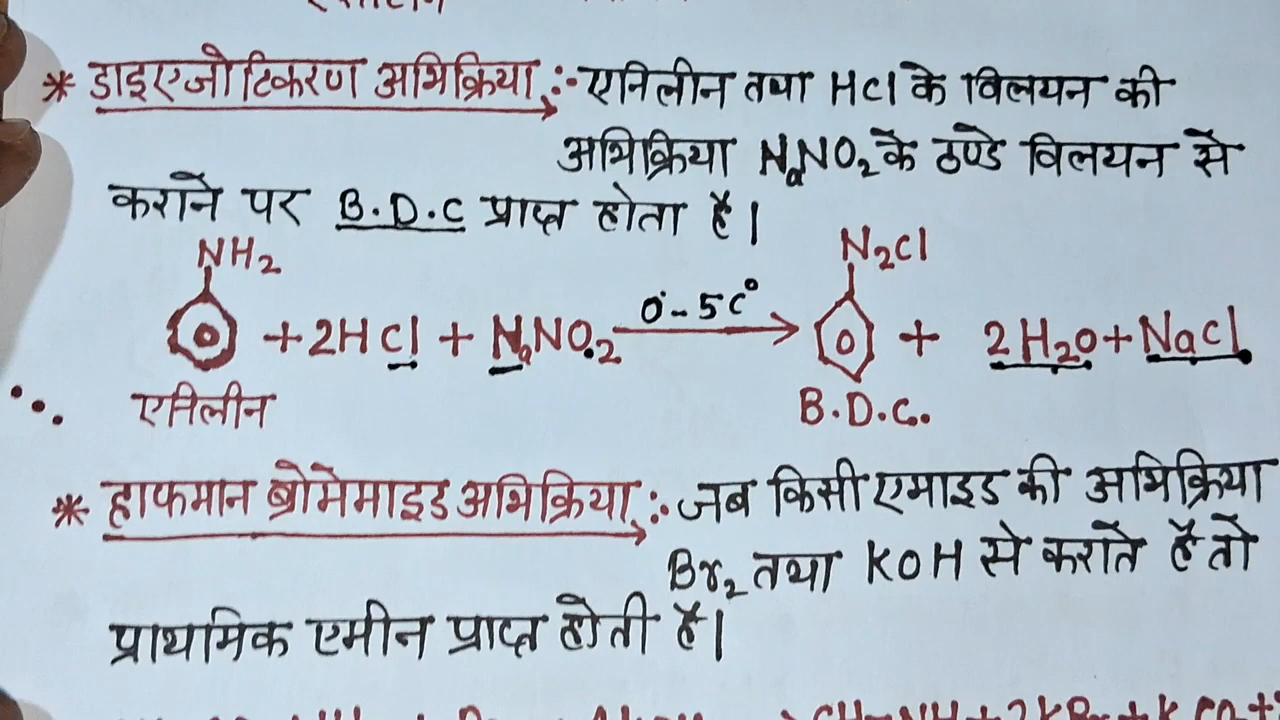 * डाइएजोटिकरण अभिक्रिया :- एनिलीन तथा HCl के विलयन की
अभिक्रिया NaNO2 के ठण्डे विलयन से
कराने पर B.D.C प्राप्त होता है।
NH2 N2Cl
+ 2HCl + NaNO2 0-5C° + 2H2O + NaCl
एनिलीन B.D.C.
* हाफमान ब्रोमेमाइड अभिक्रिया :- जब किसी एमाइड की अभिक्रिया
Br2 तथा KOH से कराते है तो
प्राथमिक एमीन प्राप्त होती है।